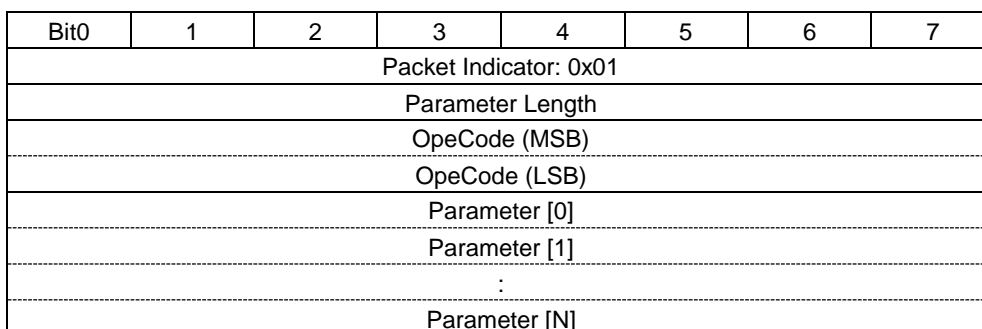 Bit0 1 2 3 4 5 6 7
Packet Indicator: 0x01
Parameter Length
OpeCode (MSB)
OpeCode (LSB)
Parameter [0]
Parameter [1]
:
Parameter [N]